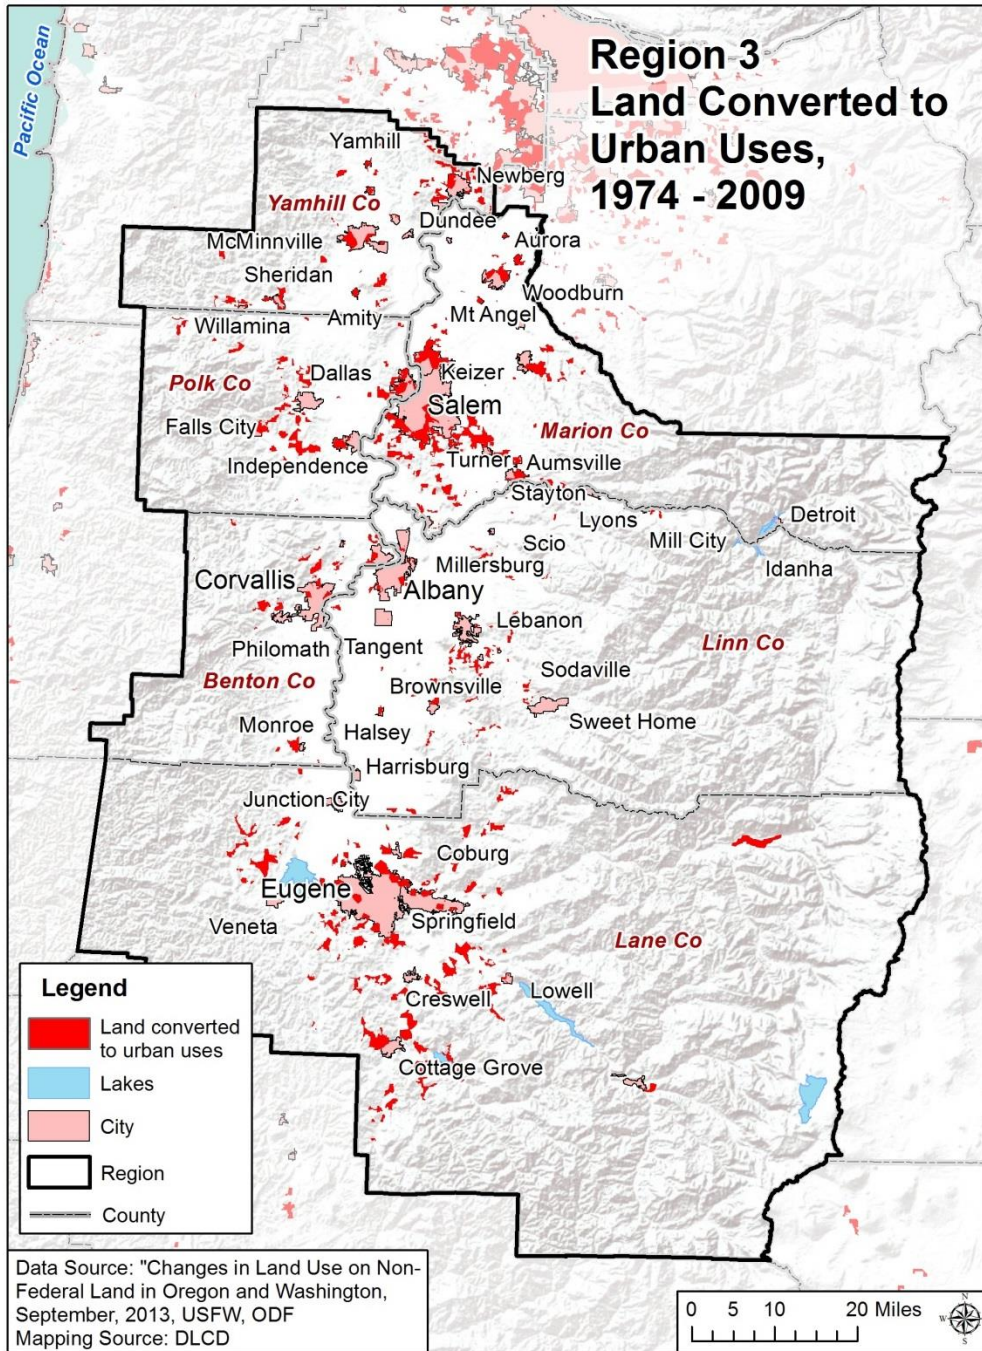 Region 3
Land Converted to
Urban Uses,
1974 - 2009
Pacific Ocean
Yamhill
Newberg
Yamhill Co
Dundee
McMinnville
Aurora
Sheridan
Woodburn
Willamina
Amity
Mt Angel
Polk Co
Dallas
Keizer
Salem
Falls City
Marion Co
Independence
Turner
Aumsville
Stayton
Lyons
Detroit
Mill City
Scio
Idanha
Millersburg
Corvallis
Albany
Lebanon
Philomath
Tangent
Linn Co
Benton Co
Sodaville
Brownsville
Monroe
Halsey
Sweet Home
Harrisburg
Junction City
Coburg
Eugene
Veneta
Springfield
Lane Co
Creswell
Lowell
Cottage Grove
Legend
Land converted
to urban uses
Lakes
City
Region
County
Data Source: "Changes in Land Use on Non-
Federal Land in Oregon and Washington,
September, 2013, USFW, ODF
Mapping Source: DLCD
0 5 10 20 Miles
N
W E
S